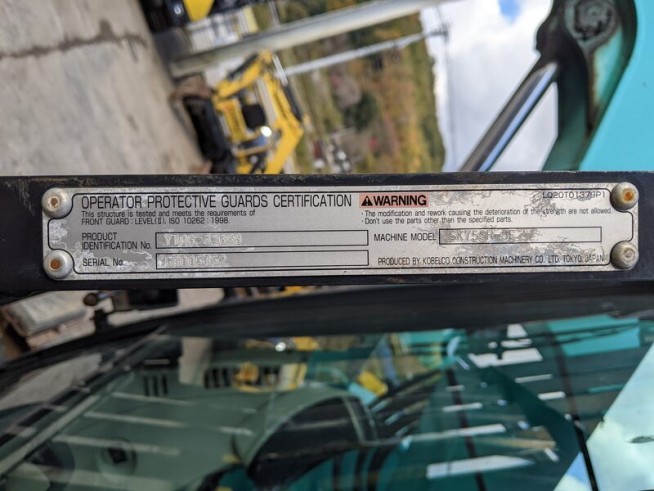 OPERATOR PROTECTIVE GUARDS CERTIFICATION ⚠WARNING LQ20T01379P1
This structure is tested and meets the requirements of
FRONT GUARD : LEVEL(Ⅱ), ISO 10262 : 1998.
· The modification and rework causing the deterioration of the strength are not allowed.
· Don't use the parts other than the specified.
PRODUCT
IDENTIFICATION No.
MACHINE MODEL
SERIAL No.
PRODUCED BY, KOBELCO CONSTRUCTION MACHINERY CO., LTD. TOKYO, JAPAN